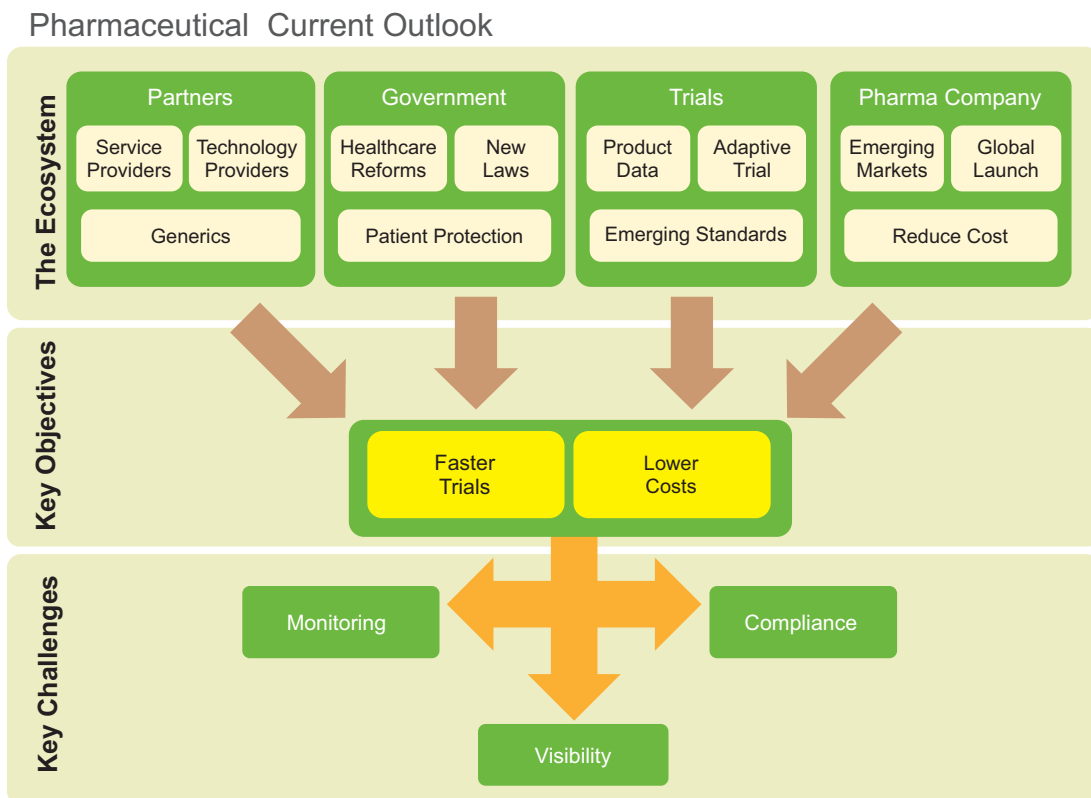 Pharmaceutical Current Outlook
The Ecosystem
Partners
Service
Providers
Technology
Providers
Generics
Government
Healthcare
Reforms
New
Laws
Patient Protection
Trials
Product
Data
Adaptive
Trial
Emerging Standards
Pharma Company
Emerging
Markets
Global
Launch
Reduce Cost
Key Objectives
Faster
Trials
Lower
Costs
Key Challenges
Monitoring
Compliance
Visibility